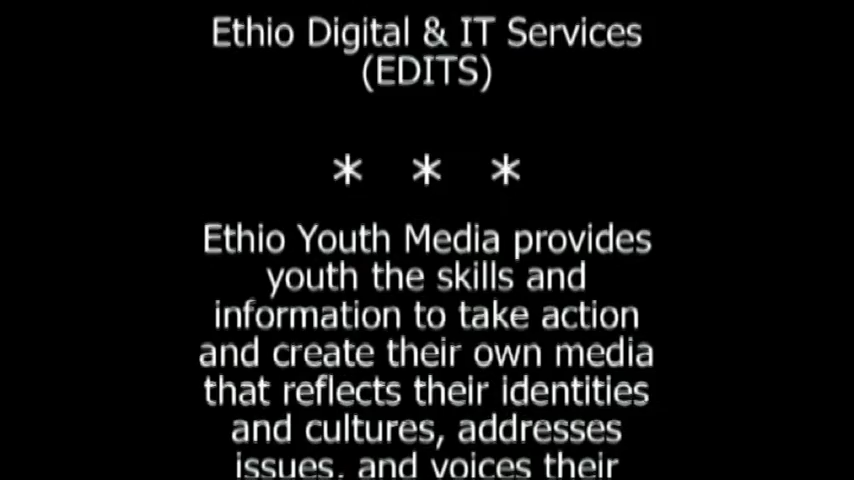 Ethio Digital & IT Services
(EDITS)
* * *
Ethio Youth Media provides
youth the skills and
information to take action
and create their own media
that reflects their identities
and cultures, addresses
issues, and voices their